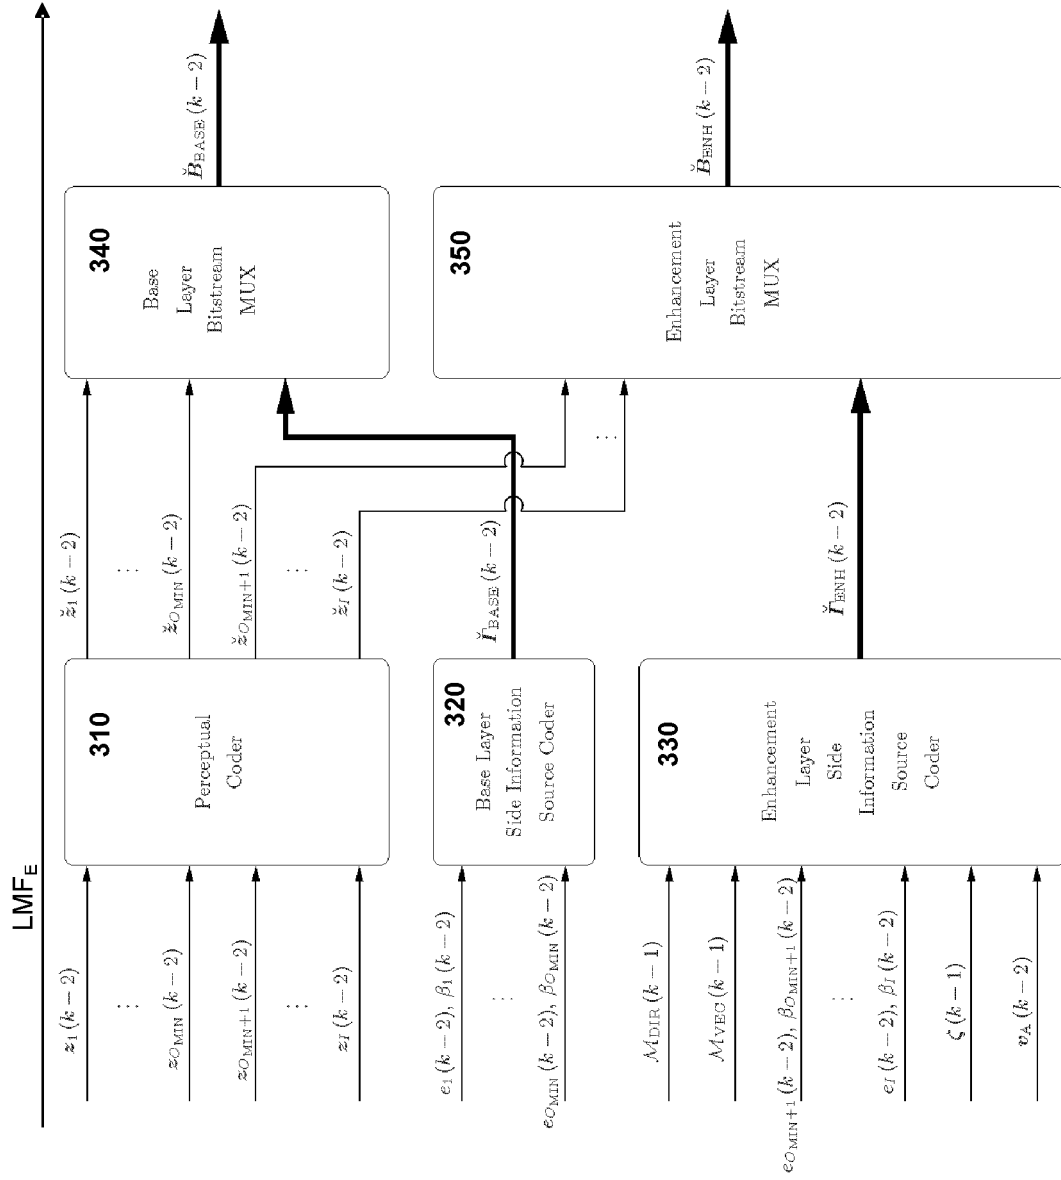 LMF_E
z₁(k − 2)
⋮
z_{O_MIN}(k − 2)
z_{O_MIN+1}(k − 2)
⋮
z_I(k − 2)
310
Perceptual
Coder
ž₁(k − 2)
⋮
ž_{O_MIN}(k − 2)
ž_{O_MIN+1}(k − 2)
⋮
ž_I(k − 2)
⋮
340
Base
Layer
Bitstream
MUX
B̌_BASE(k − 2)
e₁(k − 2), β₁(k − 2)
⋮
e_{O_MIN}(k − 2), β_{O_MIN}(k − 2)
320
Base Layer
Side Information
Source Coder
Γ̌_BASE(k − 2)
350
Enhancement
Layer
Bitstream
MUX
B̌_ENH(k − 2)
M_DIR(k − 1)
M_VEC(k − 1)
e_{O_MIN+1}(k − 2), β_{O_MIN+1}(k − 2)
⋮
e_I(k − 2), β_I(k − 2)
ζ(k − 1)
v_A(k − 2)
330
Enhancement
Layer
Side
Information
Source
Coder
Γ̌_ENH(k − 2)